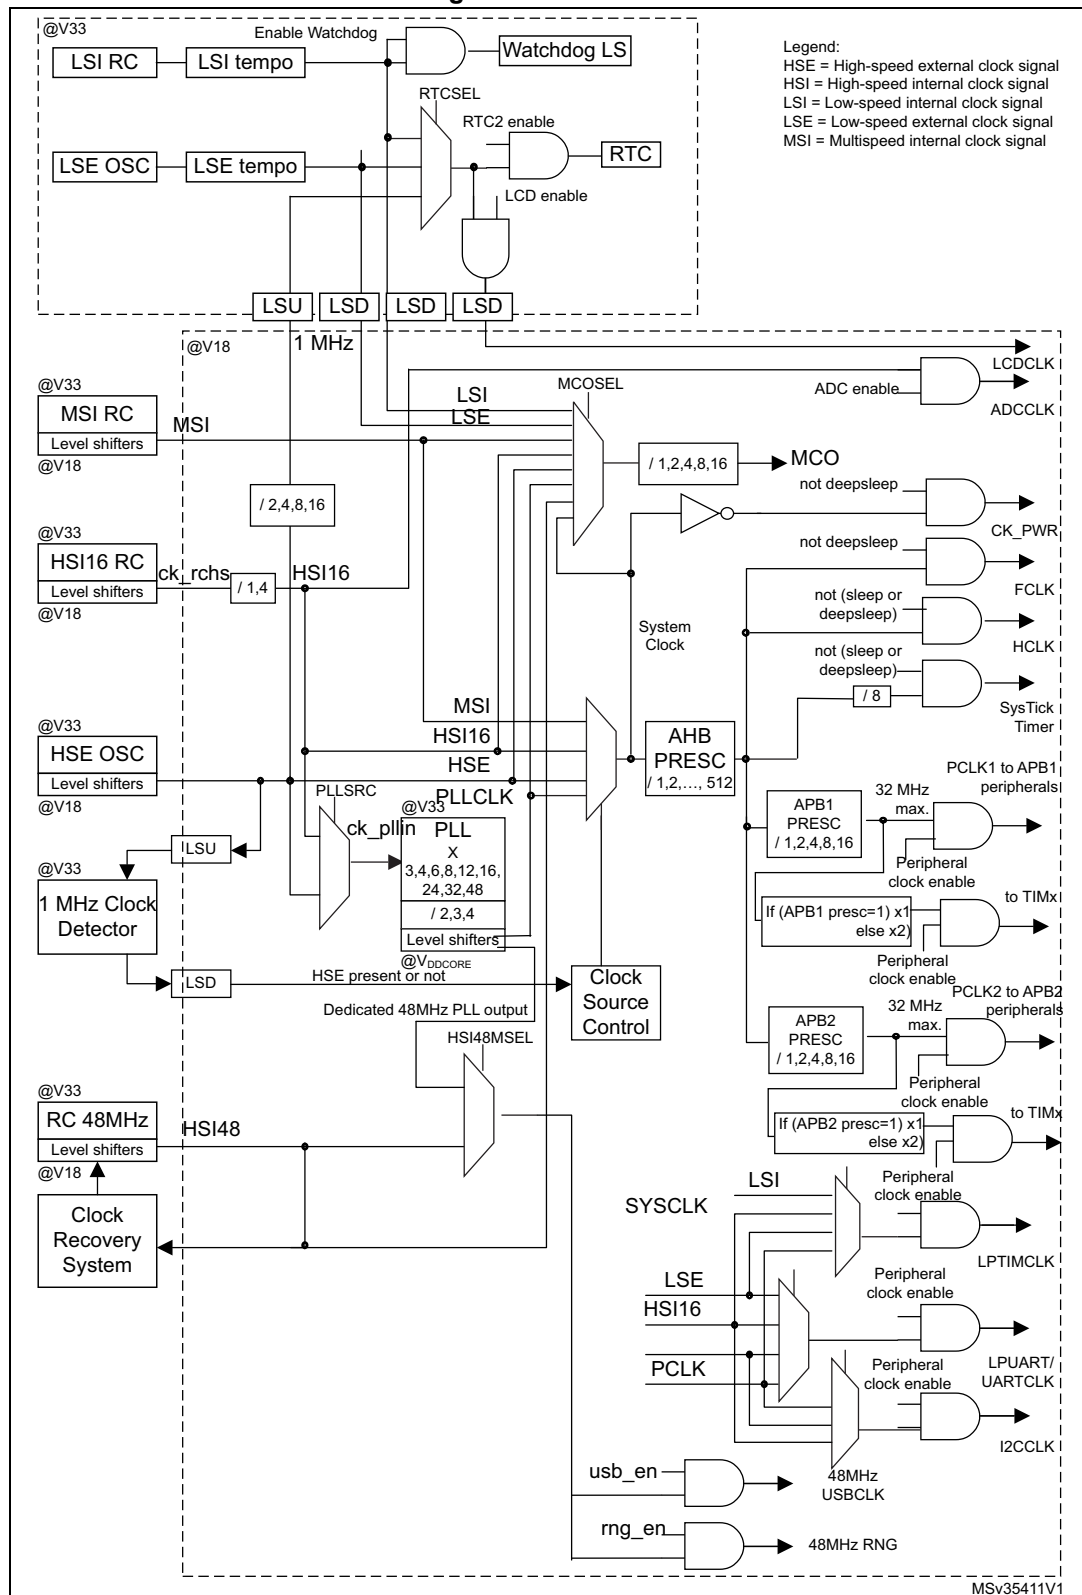 @V33
Enable Watchdog
LSI RC
LSI tempo
Watchdog LS
Legend:
HSE = High-speed external clock signal
HSI = High-speed internal clock signal
LSI = Low-speed internal clock signal
LSE = Low-speed external clock signal
MSI = Multispeed internal clock signal
RTCSEL
RTC2 enable
LSE OSC
LSE tempo
RTC
LCD enable
LSU
LSD
LSD
LSD
@V18
1 MHz
LCDCLK
@V33
MSI RC
Level shifters
@V18
MSI
LSI
LSE
MCOSEL
ADC enable
ADCCLK
/ 1,2,4,8,16
MCO
/ 2,4,8,16
not deepsleep
CK_PWR
@V33
HSI16 RC
Level shifters
@V18
ck_rchs
/ 1,4
HSI16
not deepsleep
FCLK
not (sleep or
deepsleep)
HCLK
System
Clock
not (sleep or
deepsleep)
/ 8
SysTick
Timer
MSI
HSI16
HSE
PLLCLK
@V33
HSE OSC
Level shifters
@V18
AHB
PRESC
/ 1,2,..., 512
PCLK1 to APB1
peripherals
32 MHz
max.
APB1
PRESC
/ 1,2,4,8,16
Peripheral
clock enable
PLLSRC
ck_pllin
@V33
PLL
X
3,4,6,8,12,16,
24,32,48
/ 2,3,4
Level shifters
@VDDCORE
LSU
@V33
1 MHz Clock
Detector
LSD
HSE present or not
Clock
Source
Control
If (APB1 presc=1) x1
else x2)
to TIMx
Peripheral
clock enable
PCLK2 to APB2
peripherals
32 MHz
max.
APB2
PRESC
/ 1,2,4,8,16
Peripheral
clock enable
Dedicated 48MHz PLL output
HSI48MSEL
@V33
RC 48MHz
Level shifters
@V18
HSI48
If (APB2 presc=1) x1
else x2)
to TIMx
Peripheral
clock enable
Clock
Recovery
System
LSI
SYSCLK
LPTIMCLK
LSE
HSI16
PCLK
Peripheral
clock enable
LPUART/
UARTCLK
Peripheral
clock enable
I2CCLK
usb_en
48MHz
USBCLK
rng_en
48MHz RNG
MSv35411V1